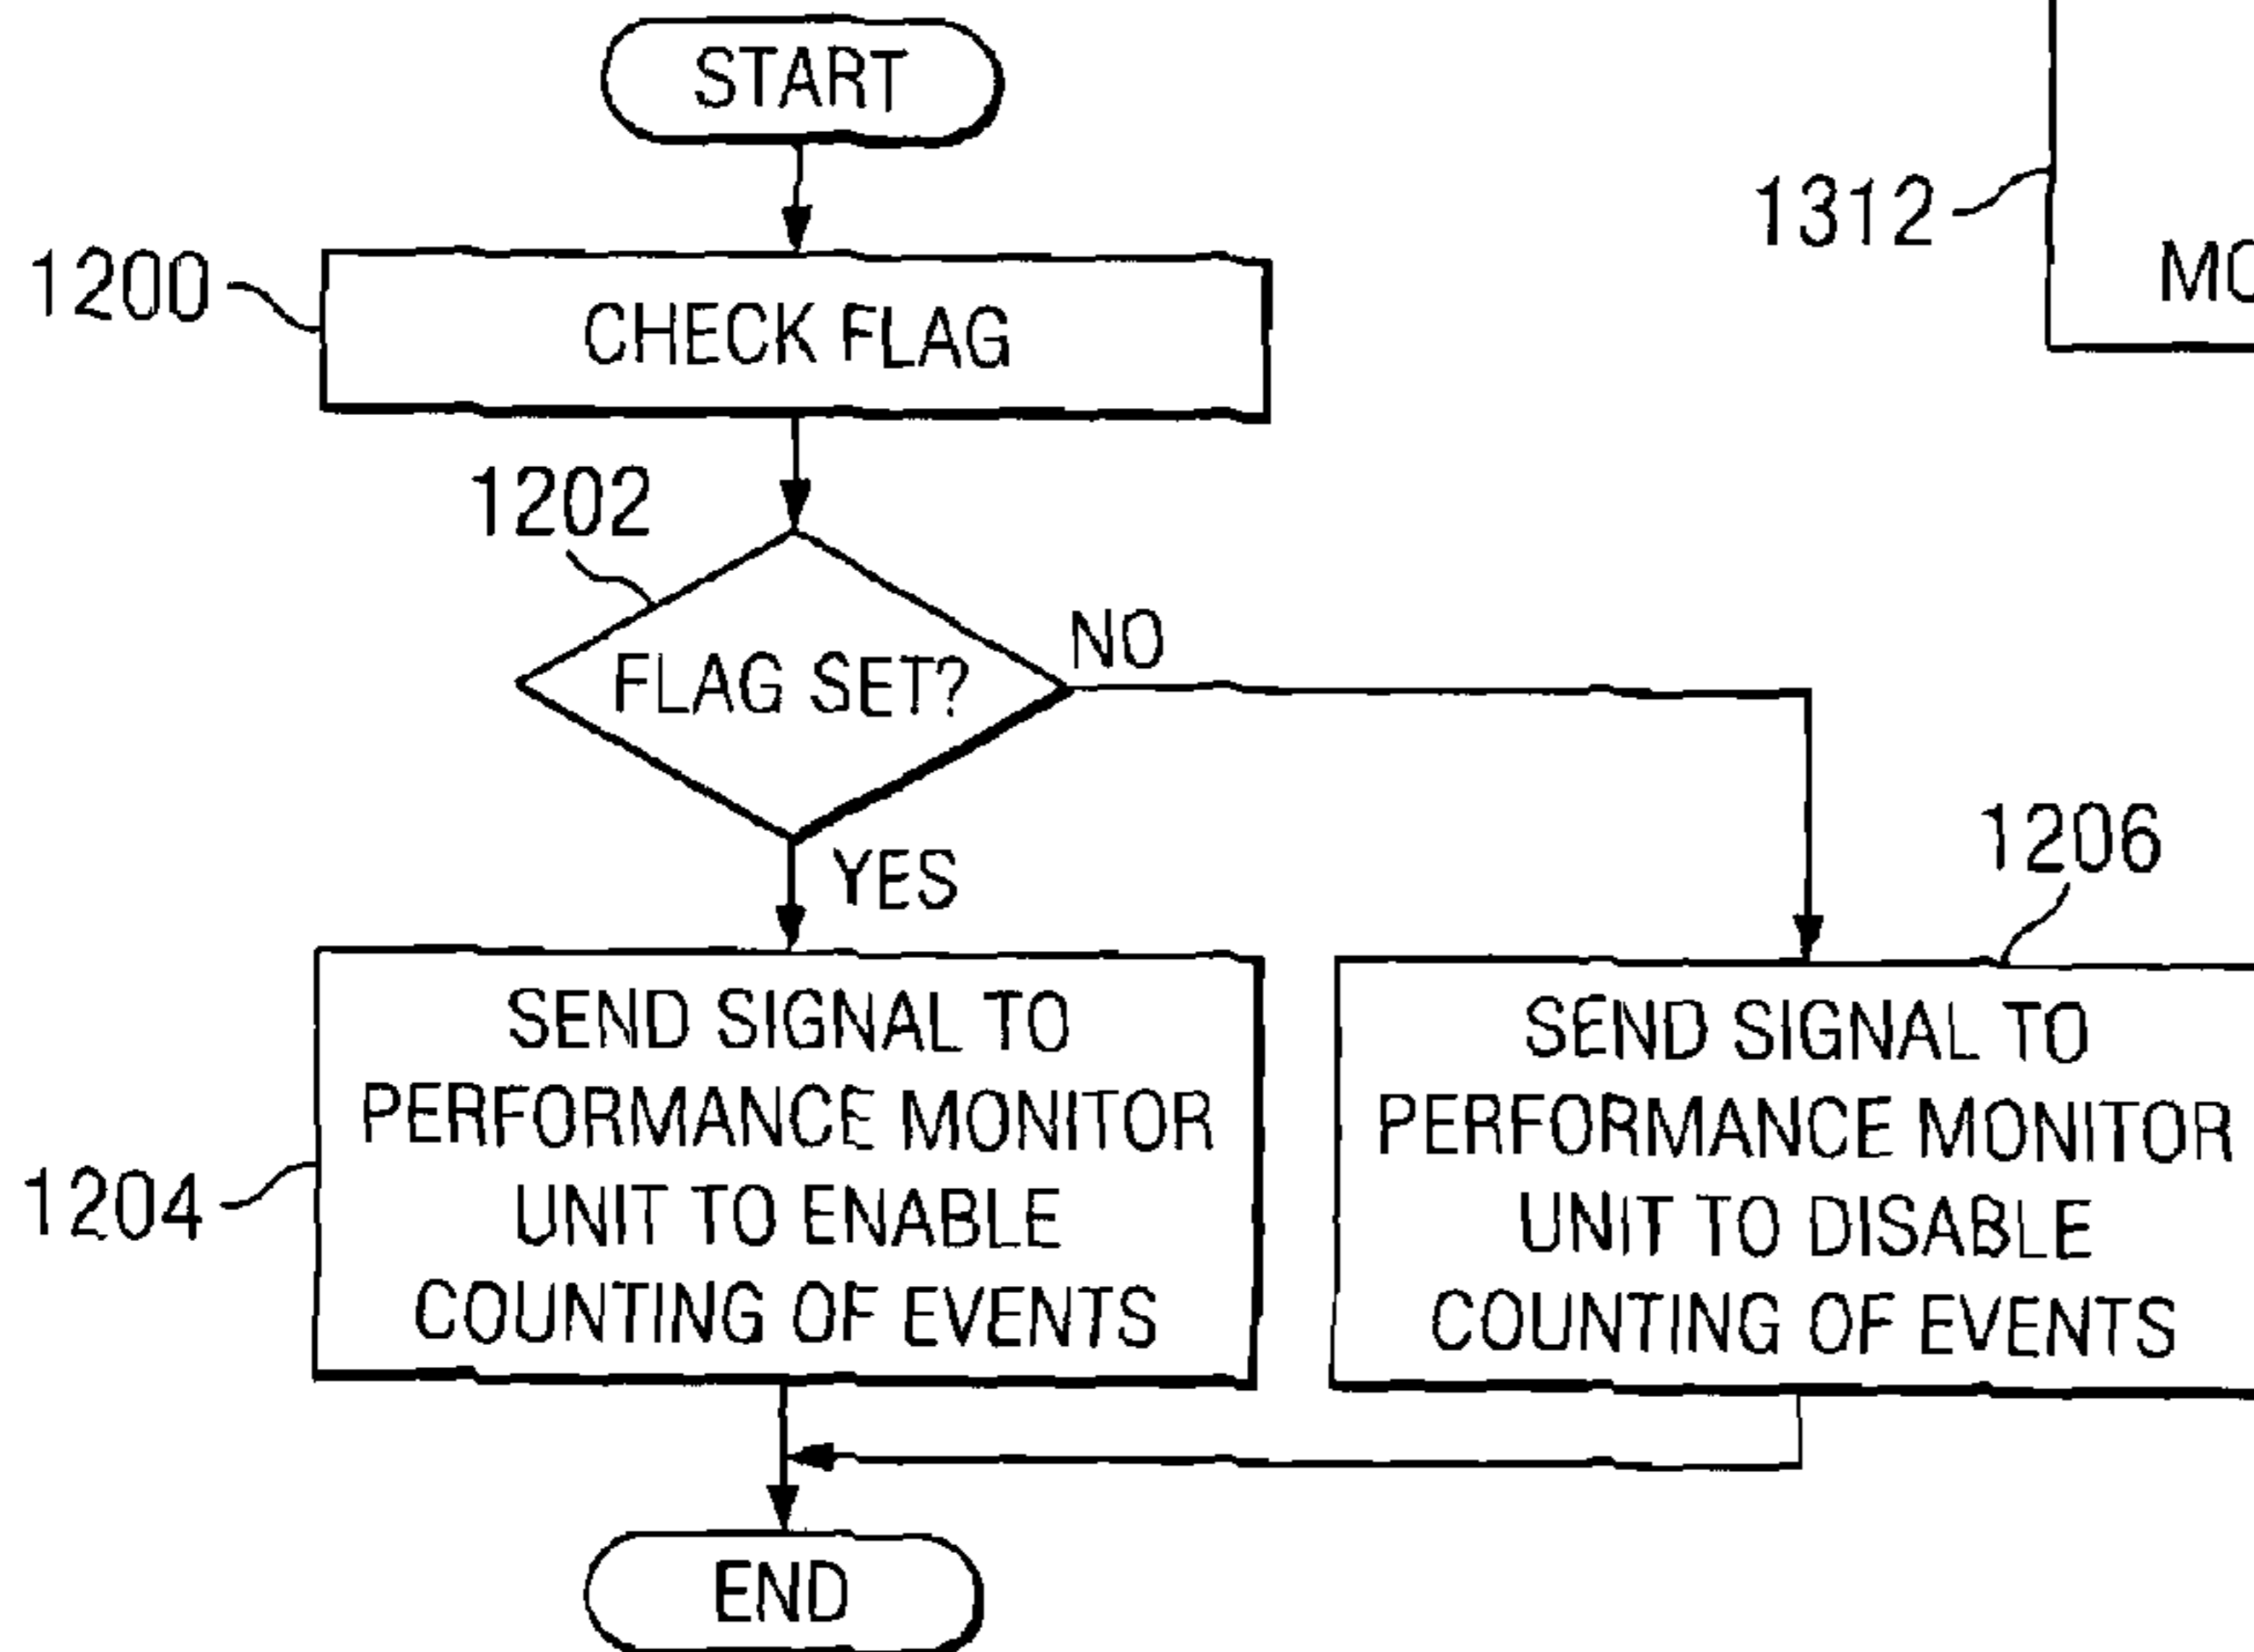 START
1200
CHECK FLAG
1202
FLAG SET?
NO
YES
1204
SEND SIGNAL TO
PERFORMANCE MONITOR
UNIT TO ENABLE
COUNTING OF EVENTS
1206
SEND SIGNAL TO
PERFORMANCE MONITOR
UNIT TO DISABLE
COUNTING OF EVENTS
END
1312